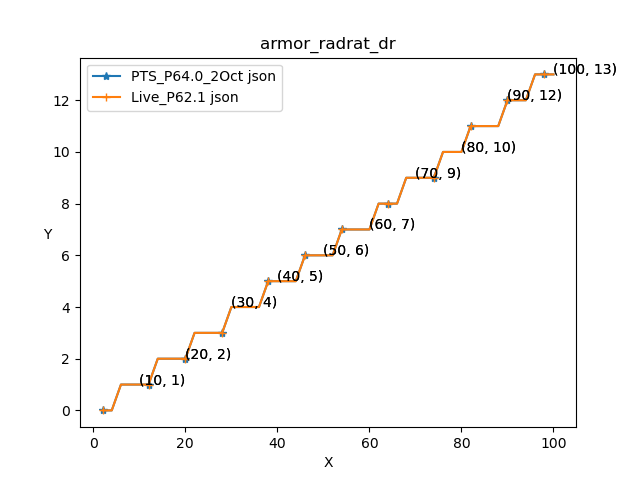 armor_radrat_dr
PTS_P64.0_2Oct json
Live_P62.1 json
(100, 13)
(90, 12)
(80, 10)
(70, 9)
(60, 7)
(50, 6)
(40, 5)
(30, 4)
(20, 2)
(10, 1)
12
10
8
6
4
2
0
Y
0 20 40 60 80 100
X